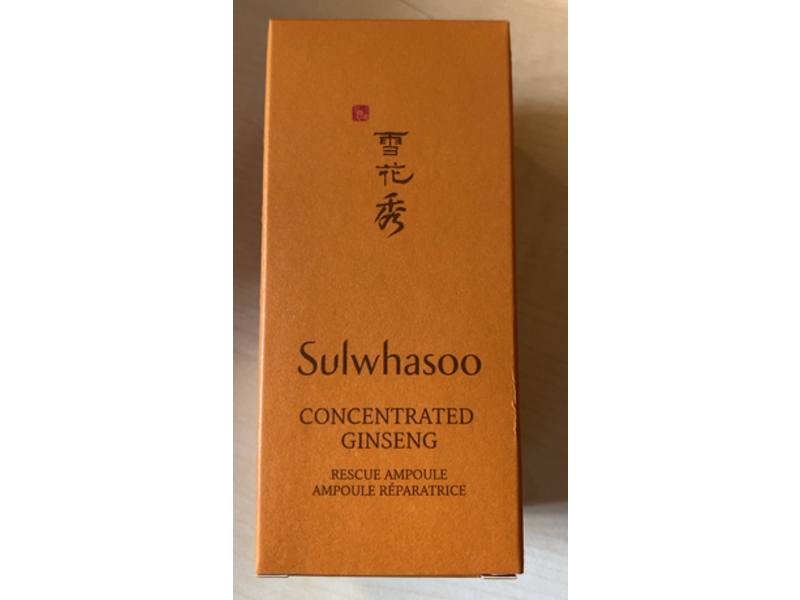 雪
花
秀
Sulwhasoo
CONCENTRATED
GINSENG
RESCUE AMPOULE
AMPOULE RÉPARATRICE